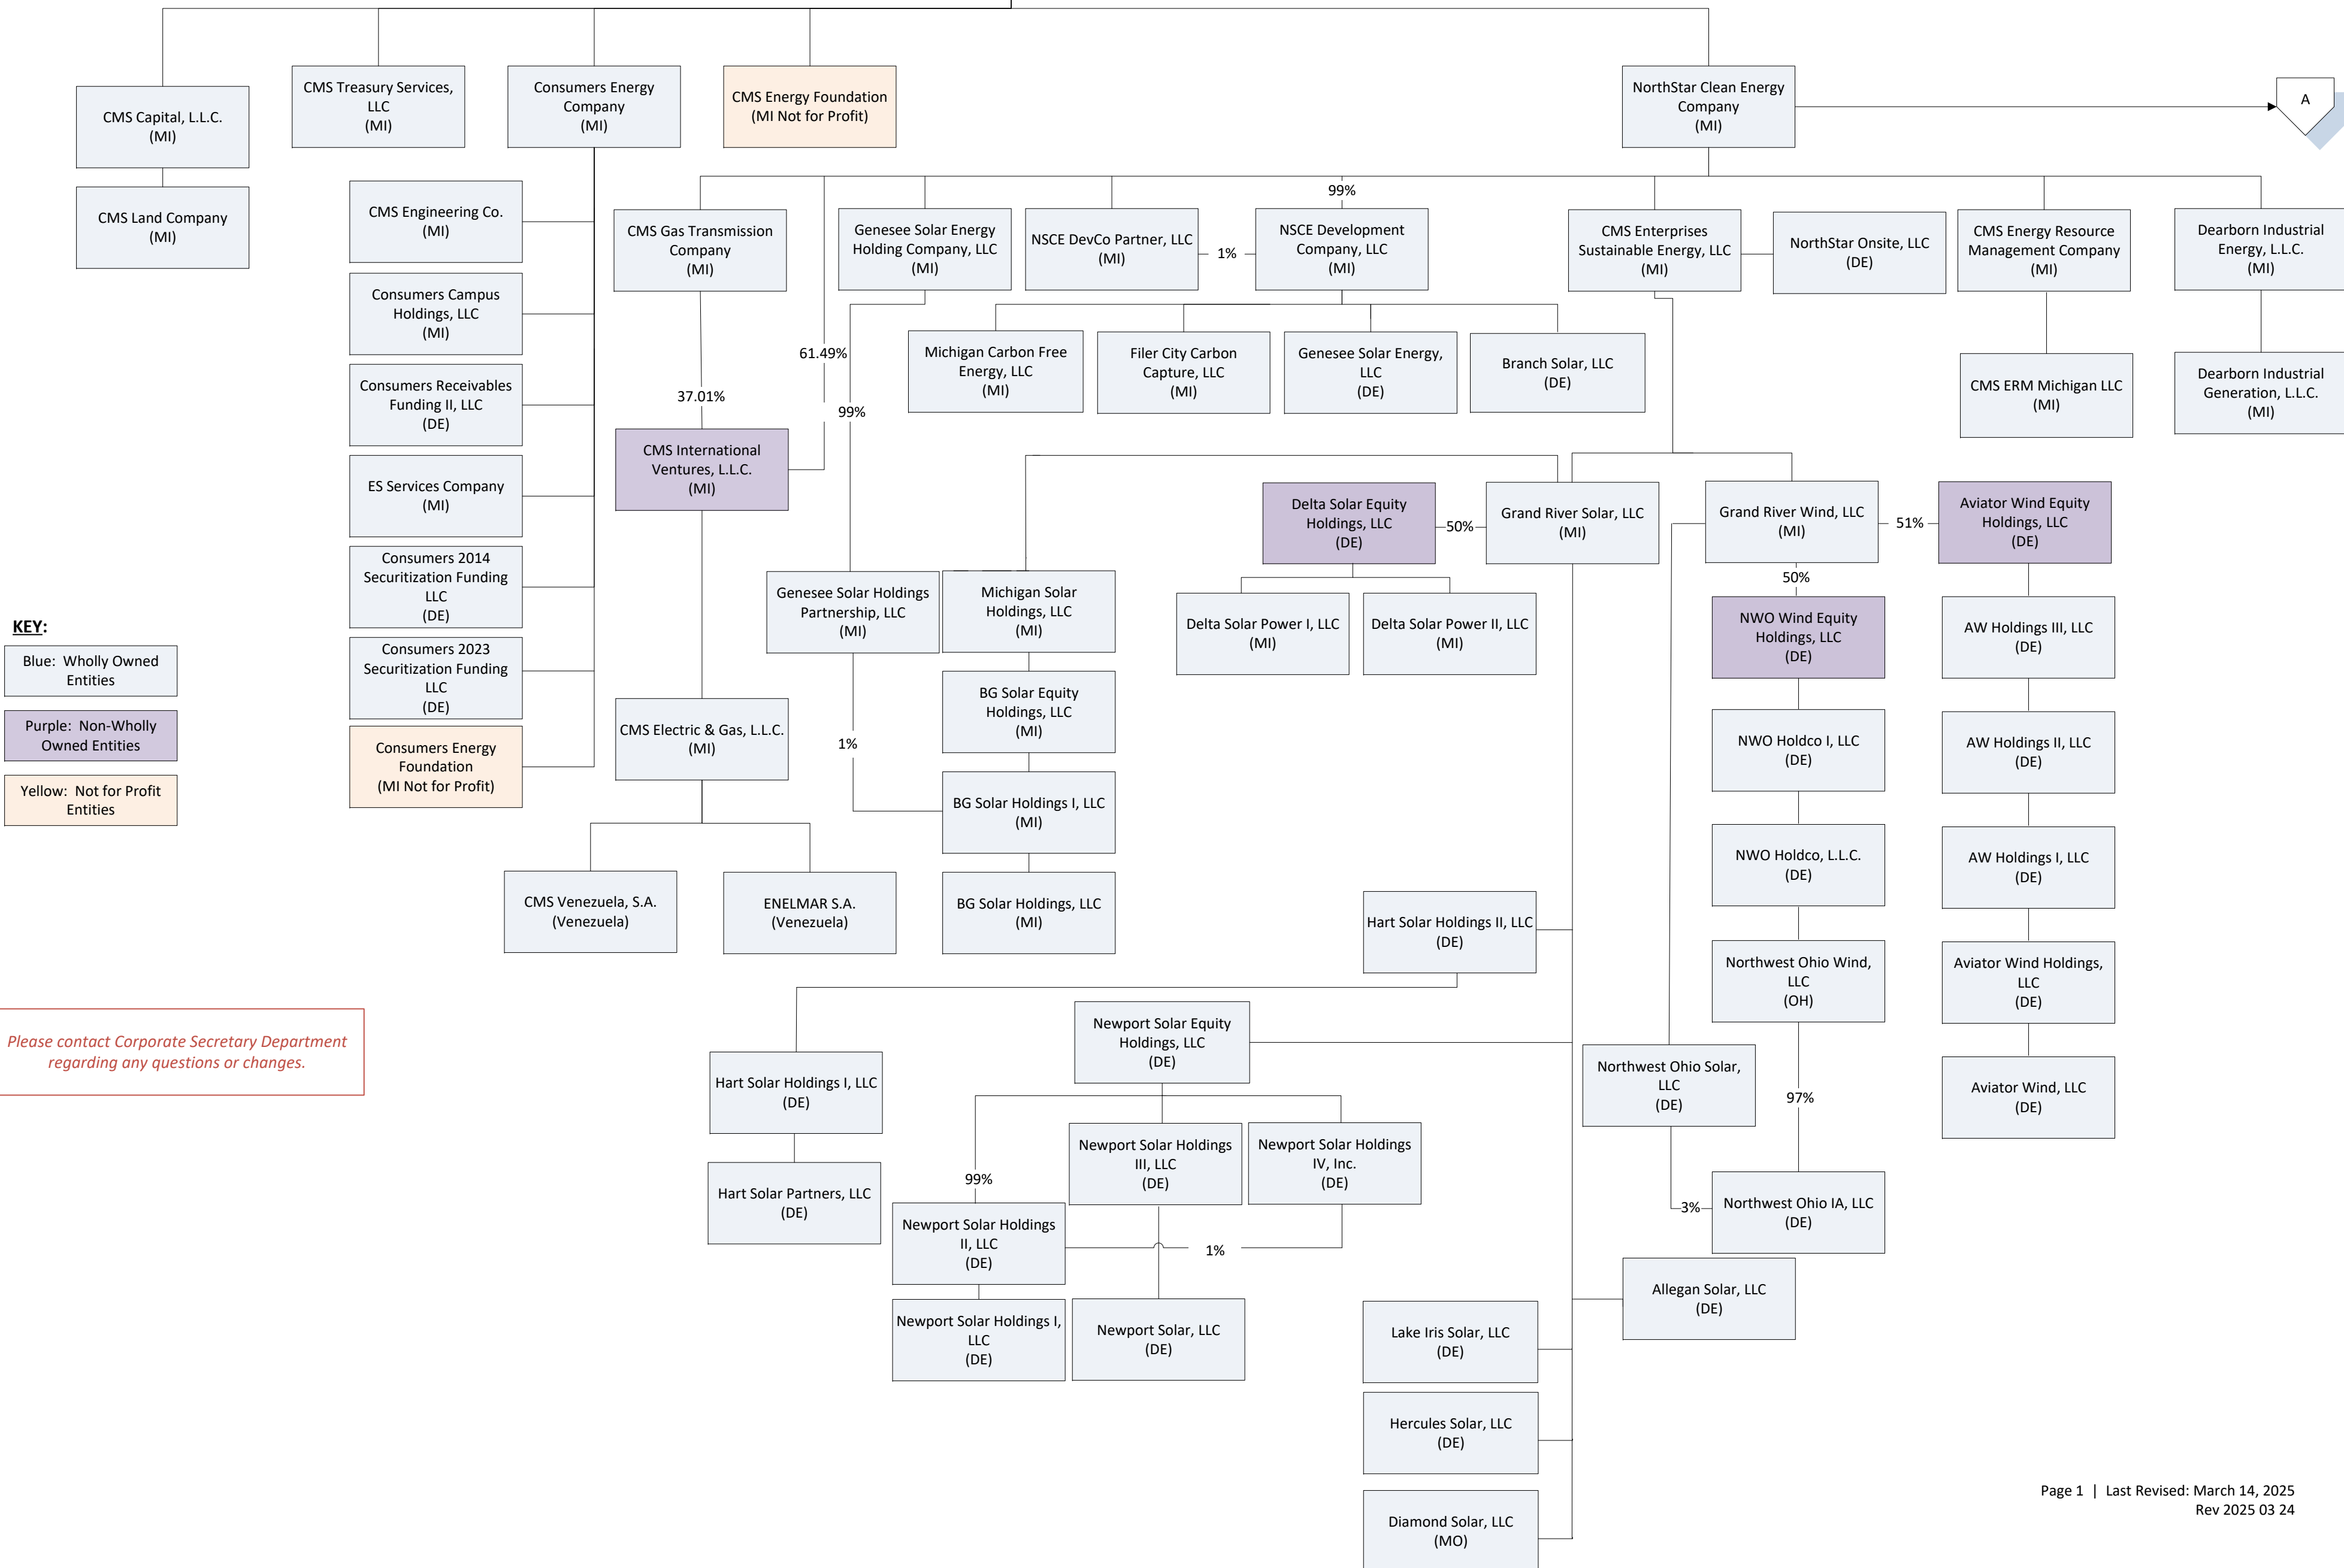 CMS Capital, L.L.C.
(MI)
CMS Land Company
(MI)
CMS Treasury Services,
LLC
(MI)
Consumers Energy
Company
(MI)
CMS Energy Foundation
(MI Not for Profit)
NorthStar Clean Energy
Company
(MI)
A
CMS Engineering Co.
(MI)
Consumers Campus
Holdings, LLC
(MI)
Consumers Receivables
Funding II, LLC
(DE)
ES Services Company
(MI)
Consumers 2014
Securitization Funding
LLC
(DE)
Consumers 2023
Securitization Funding
LLC
(DE)
Consumers Energy
Foundation
(MI Not for Profit)
CMS Gas Transmission
Company
(MI)
Genesee Solar Energy
Holding Company, LLC
(MI)
NSCE DevCo Partner, LLC
(MI)
1%
99%
NSCE Development
Company, LLC
(MI)
CMS Enterprises
Sustainable Energy, LLC
(MI)
NorthStar Onsite, LLC
(DE)
CMS Energy Resource
Management Company
(MI)
Dearborn Industrial
Energy, L.L.C.
(MI)
Michigan Carbon Free
Energy, LLC
(MI)
Filer City Carbon
Capture, LLC
(MI)
Genesee Solar Energy,
LLC
(DE)
Branch Solar, LLC
(DE)
CMS ERM Michigan LLC
(MI)
Dearborn Industrial
Generation, L.L.C.
(MI)
61.49%
37.01%
99%
CMS International
Ventures, L.L.C.
(MI)
Delta Solar Equity
Holdings, LLC
(DE)
50%
Grand River Solar, LLC
(MI)
Grand River Wind, LLC
(MI)
51%
Aviator Wind Equity
Holdings, LLC
(DE)
50%
Genesee Solar Holdings
Partnership, LLC
(MI)
Michigan Solar
Holdings, LLC
(MI)
Delta Solar Power I, LLC
(MI)
Delta Solar Power II, LLC
(MI)
NWO Wind Equity
Holdings, LLC
(DE)
AW Holdings III, LLC
(DE)
KEY:
Blue: Wholly Owned
Entities
Purple: Non-Wholly
Owned Entities
Yellow: Not for Profit
Entities
CMS Electric & Gas, L.L.C.
(MI)
1%
BG Solar Equity
Holdings, LLC
(MI)
BG Solar Holdings I, LLC
(MI)
BG Solar Holdings, LLC
(MI)
NWO Holdco I, LLC
(DE)
AW Holdings II, LLC
(DE)
NWO Holdco, L.L.C.
(DE)
AW Holdings I, LLC
(DE)
CMS Venezuela, S.A.
(Venezuela)
ENELMAR S.A.
(Venezuela)
Hart Solar Holdings II, LLC
(DE)
Northwest Ohio Wind,
LLC
(OH)
Aviator Wind Holdings,
LLC
(DE)
Please contact Corporate Secretary Department
regarding any questions or changes.
Newport Solar Equity
Holdings, LLC
(DE)
Hart Solar Holdings I, LLC
(DE)
Northwest Ohio Solar,
LLC
(DE)
97%
Aviator Wind, LLC
(DE)
Hart Solar Partners, LLC
(DE)
99%
Newport Solar Holdings
III, LLC
(DE)
Newport Solar Holdings
IV, Inc.
(DE)
3%
Northwest Ohio IA, LLC
(DE)
Newport Solar Holdings
II, LLC
(DE)
1%
Newport Solar Holdings I,
LLC
(DE)
Newport Solar, LLC
(DE)
Allegan Solar, LLC
(DE)
Lake Iris Solar, LLC
(DE)
Hercules Solar, LLC
(DE)
Diamond Solar, LLC
(MO)
Page 1 | Last Revised: March 14, 2025
Rev 2025 03 24